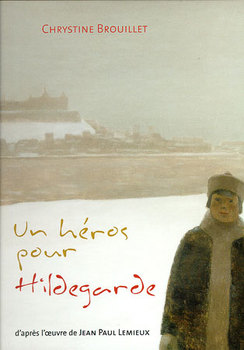 CHRYSTINE BROUILLET
Un héros
pour
Hildegarde
d'après l'œuvre de JEAN PAUL LEMIEUX